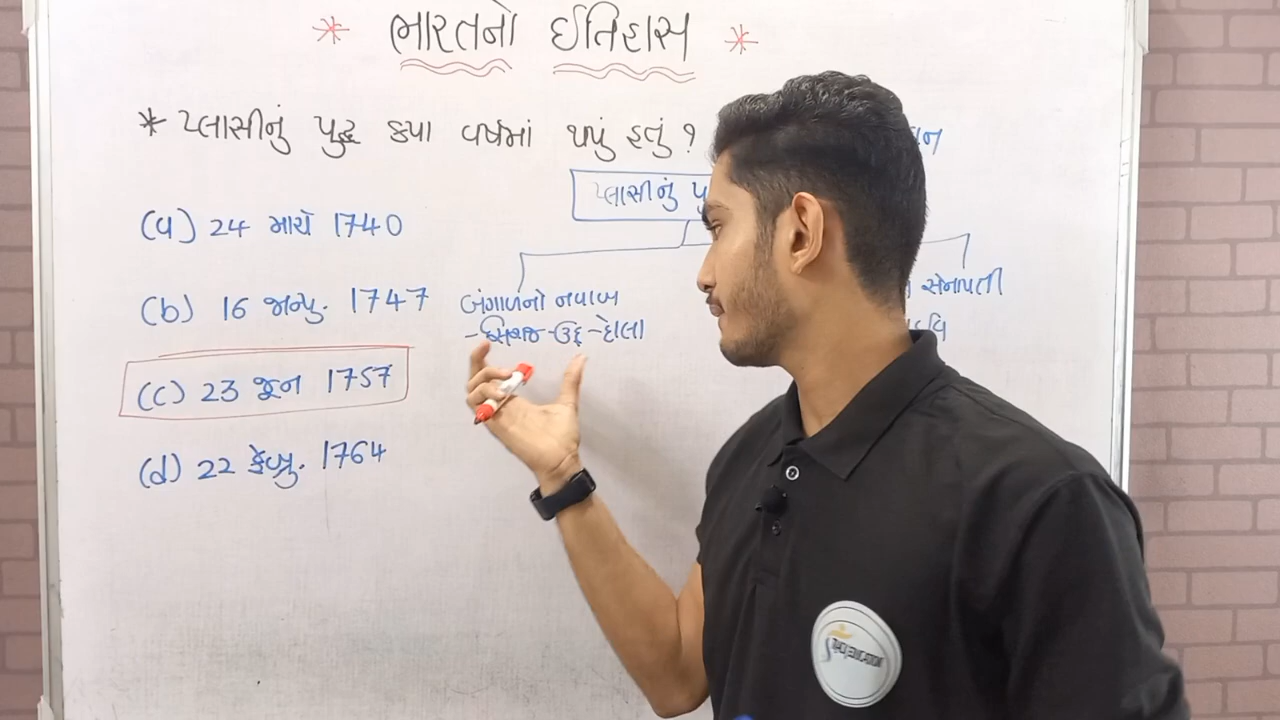 * ભારતનો ઈતિહાસ *
* પ્લાસીનું યુદ્ધ કયા વર્ષમાં થયું હતું ?
પ્લાસીનું યુ
(a) 24 માર્ચ 1740
(b) 16 જાન્યુ. 1747
(c) 23 જૂન 1757
(d) 22 ફેબ્રુ. 1764
બંગાળનો નવાબ
- સિરાજ-ઉદ્-દોલા
સેનાપતી